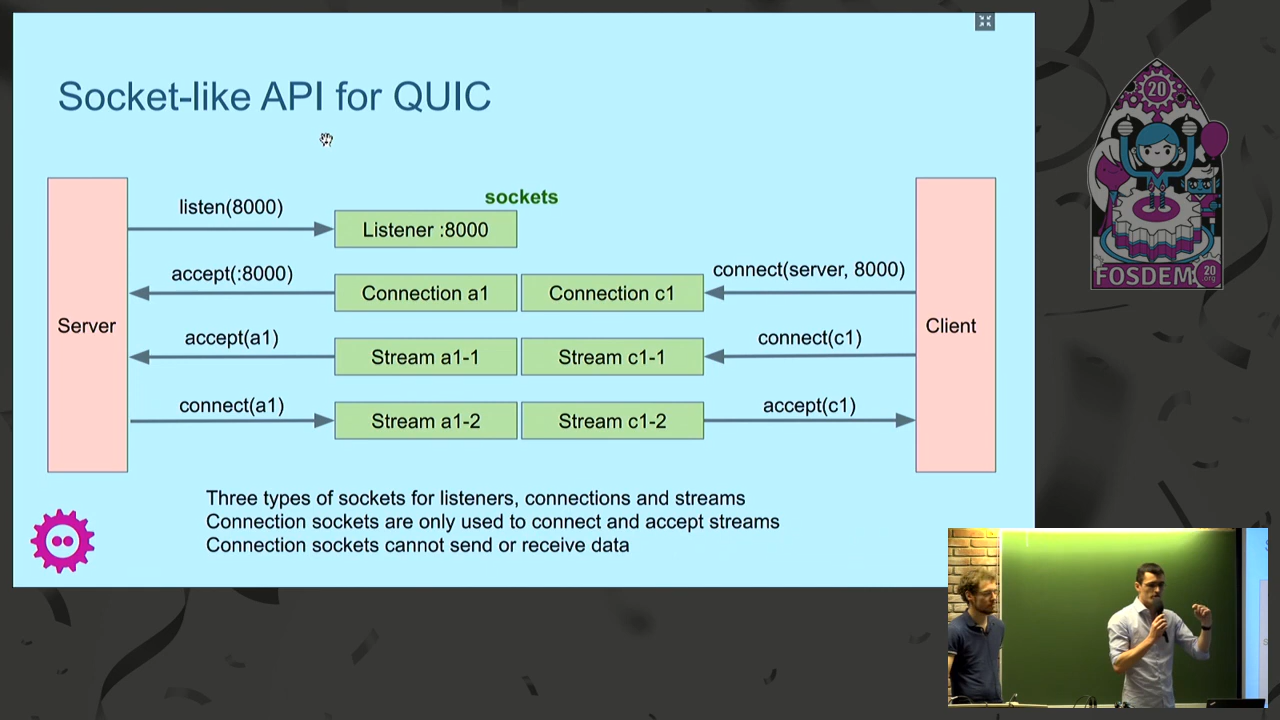 Socket-like API for QUIC
sockets
listen(8000)
Listener :8000
accept(:8000)
Connection a1
Connection c1
connect(server, 8000)
Server
accept(a1)
Stream a1-1
Stream c1-1
connect(c1)
Client
connect(a1)
Stream a1-2
Stream c1-2
accept(c1)
Three types of sockets for listeners, connections and streams
Connection sockets are only used to connect and accept streams
Connection sockets cannot send or receive data
20
FOSDEM
20
.org